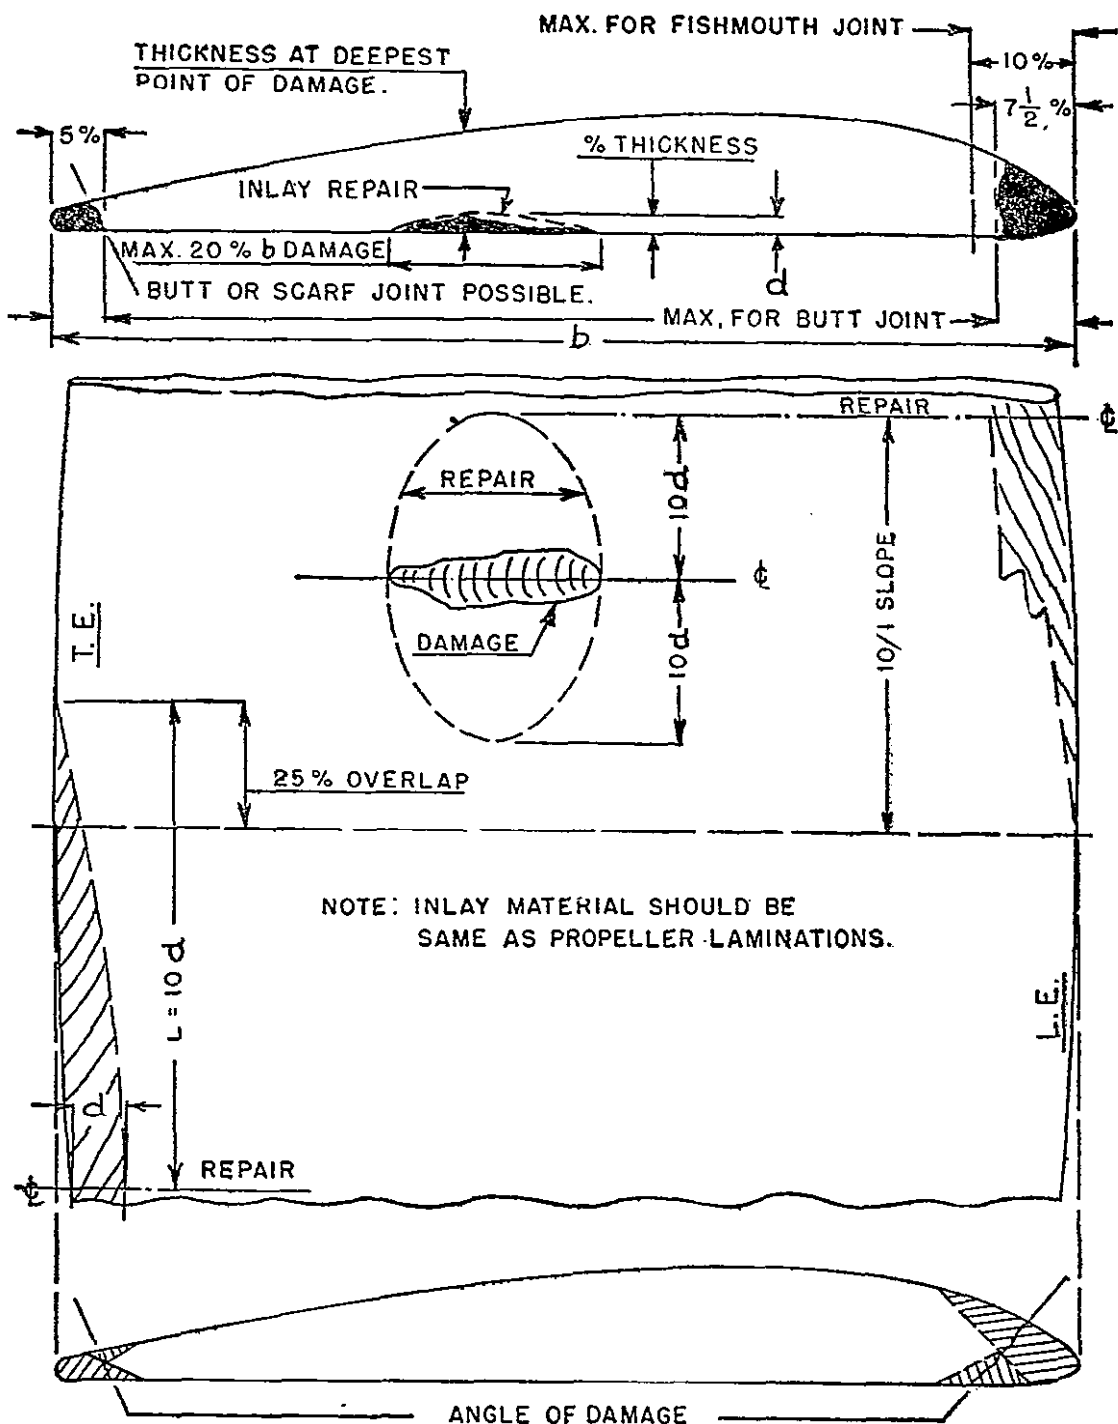 MAX. FOR FISHMOUTH JOINT
THICKNESS AT DEEPEST
POINT OF DAMAGE.
10%
7 1/2 %
5%
% THICKNESS
INLAY REPAIR
MAX. 20% b DAMAGE
d
BUTT OR SCARF JOINT POSSIBLE.
MAX, FOR BUTT JOINT
b
REPAIR
℄
REPAIR
10d
10/1 SLOPE
℄
T.E.
DAMAGE
10d
25% OVERLAP
NOTE: INLAY MATERIAL SHOULD BE
SAME AS PROPELLER LAMINATIONS.
L = 10d
L.E.
d
REPAIR
℄
ANGLE OF DAMAGE